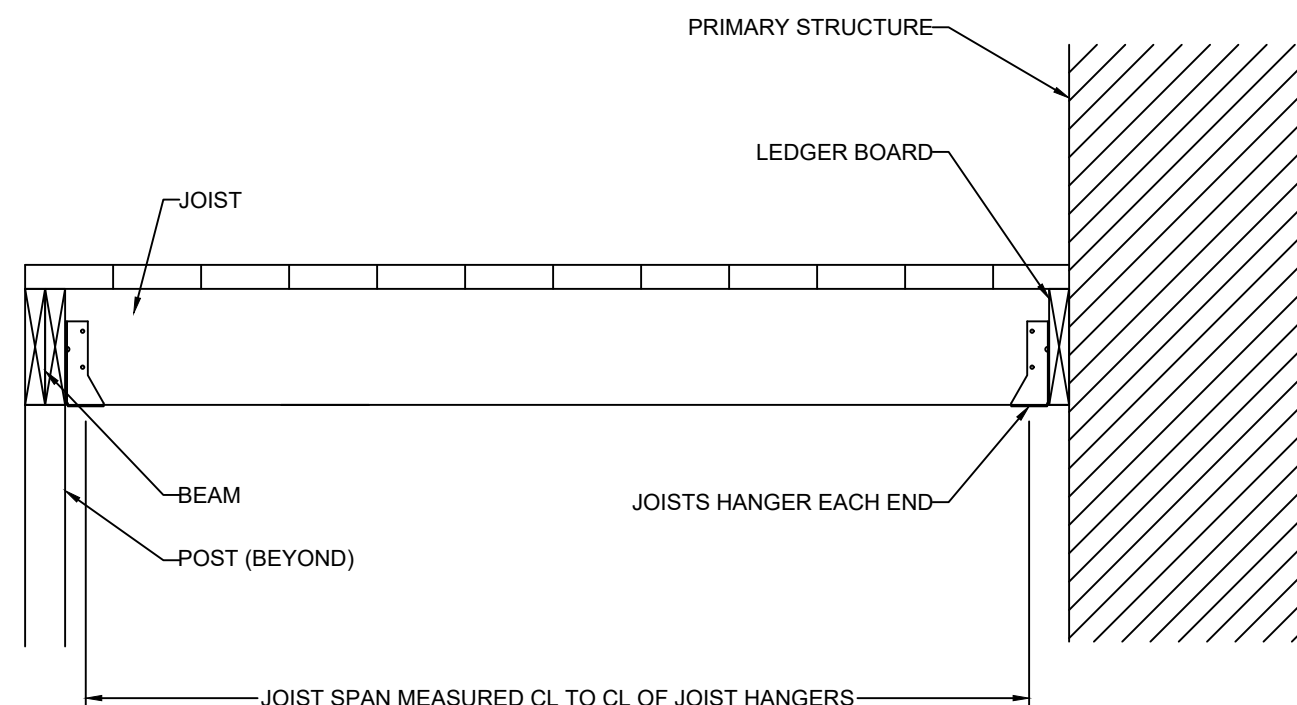 PRIMARY STRUCTURE
LEDGER BOARD
JOIST
BEAM
JOISTS HANGER EACH END
POST (BEYOND)
JOIST SPAN MEASURED CL TO CL OF JOIST HANGERS